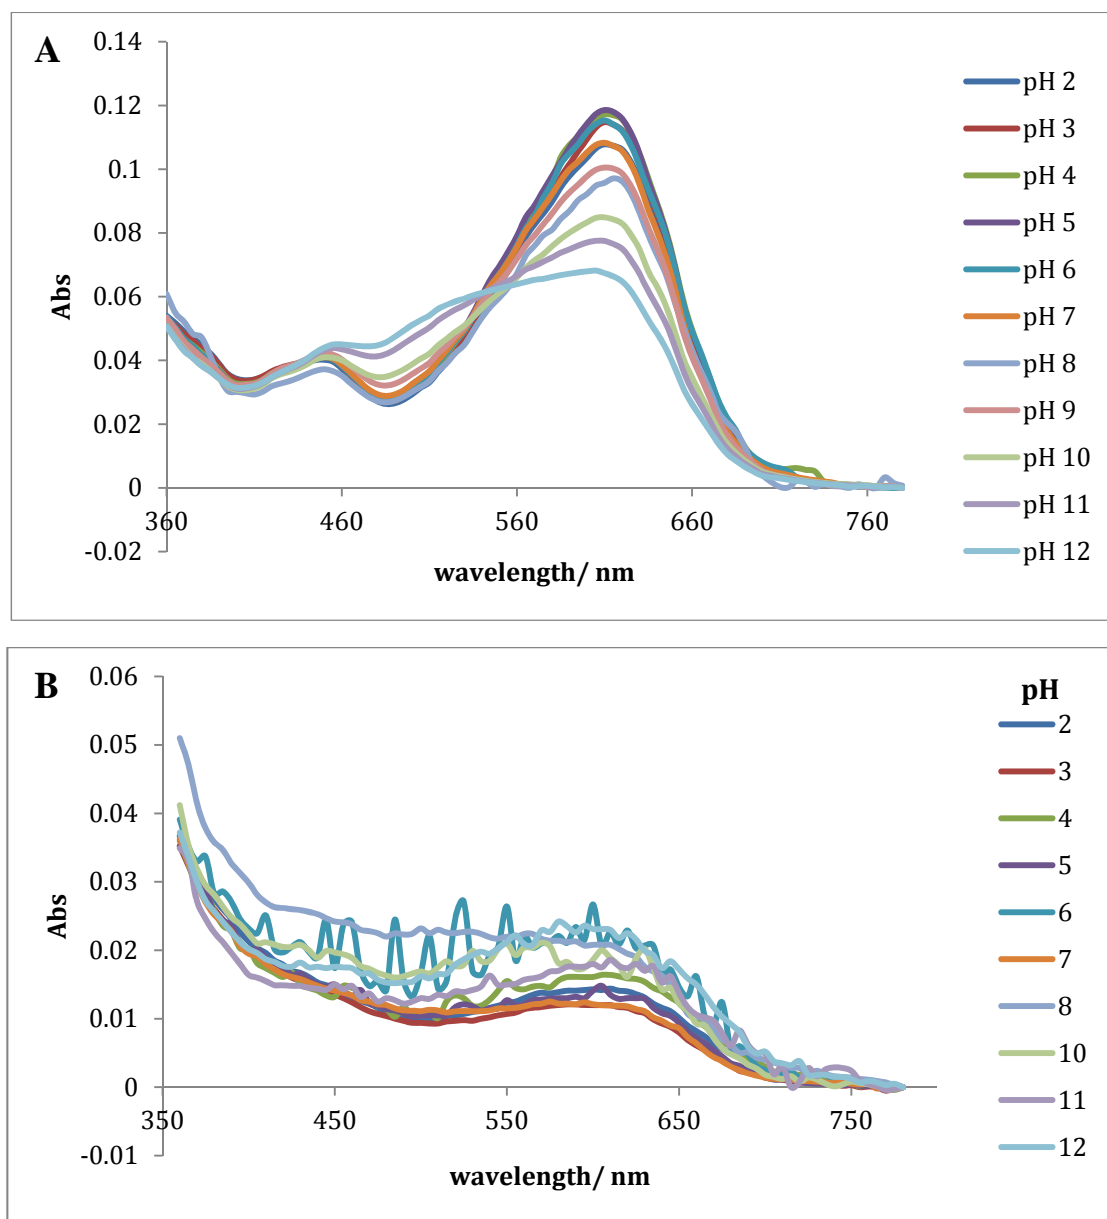 A
0.14
0.12
0.1
0.08
0.06
0.04
0.02
0
-0.02
Abs
360
460
560
660
760
wavelength/ nm
pH 2
pH 3
pH 4
pH 5
pH 6
pH 7
pH 8
pH 9
pH 10
pH 11
pH 12
B
0.06
0.05
0.04
0.03
0.02
0.01
0
-0.01
Abs
350
450
550
650
750
wavelength/ nm
pH
2
3
4
5
6
7
8
10
11
12